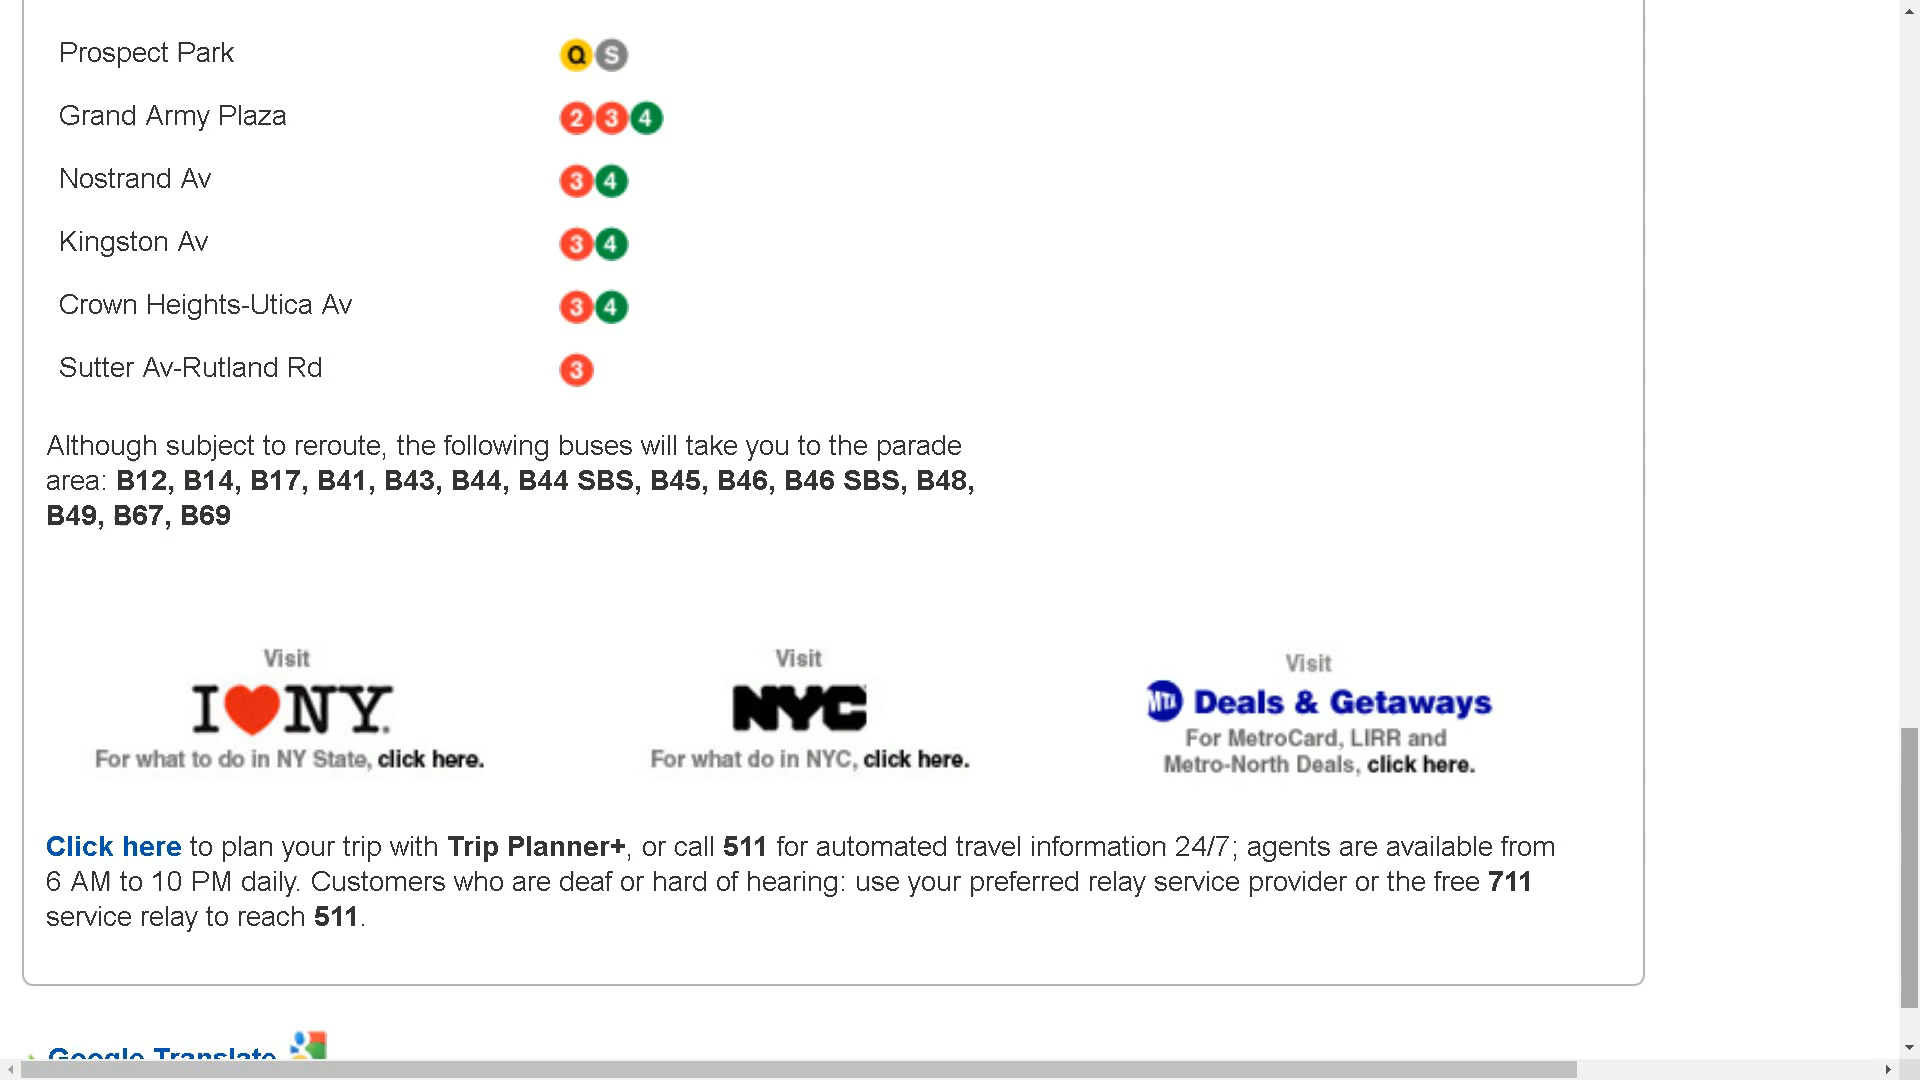 Prospect Park Q S
Grand Army Plaza 2 3 4
Nostrand Av 3 4
Kingston Av 3 4
Crown Heights-Utica Av 3 4
Sutter Av-Rutland Rd 3
Although subject to reroute, the following buses will take you to the parade
area: B12, B14, B17, B41, B43, B44, B44 SBS, B45, B46, B46 SBS, B48,
B49, B67, B69
Visit
I NY.
For what to do in NY State, click here.
Visit
NYC
For what do in NYC, click here.
Visit
MTA Deals & Getaways
For MetroCard, LIRR and
Metro-North Deals, click here.
Click here to plan your trip with Trip Planner+, or call 511 for automated travel information 24/7; agents are available from
6 AM to 10 PM daily. Customers who are deaf or hard of hearing: use your preferred relay service provider or the free 711
service relay to reach 511.
Google Translate